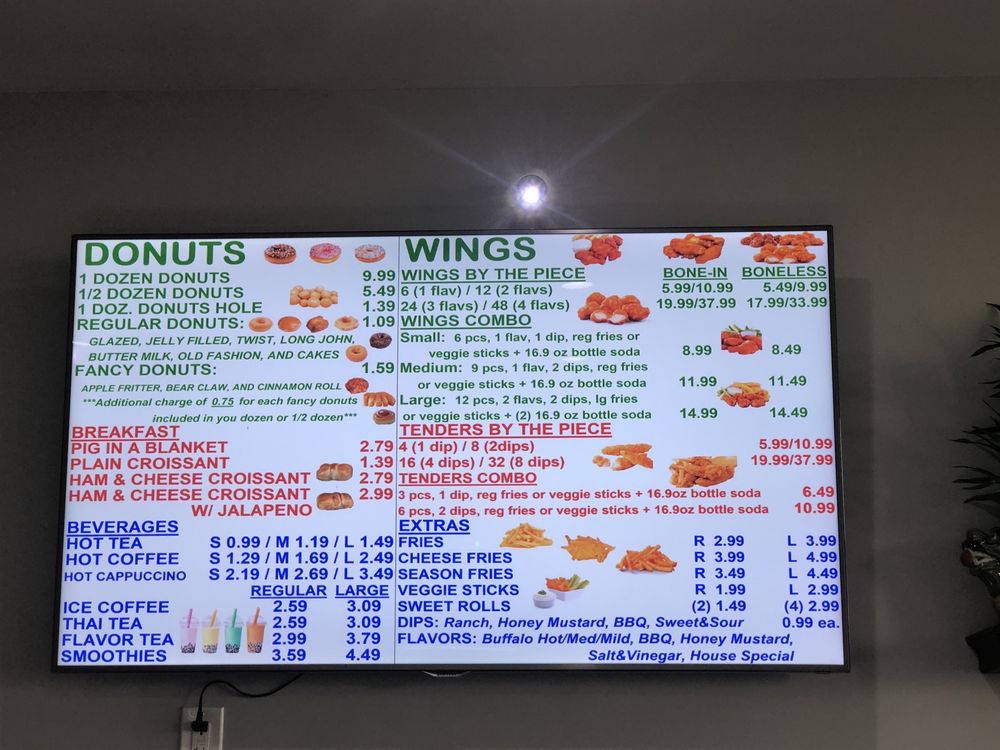 DONUTS
1 DOZEN DONUTS 9.99
1/2 DOZEN DONUTS 5.49
1 DOZ. DONUTS HOLE 1.39
REGULAR DONUTS: 1.09
GLAZED, JELLY FILLED, TWIST, LONG JOHN,
BUTTER MILK, OLD FASHION, AND CAKES
FANCY DONUTS: 1.59
APPLE FRITTER, BEAR CLAW, AND CINNAMON ROLL
***Additional charge of 0.75 for each fancy donuts
included in you dozen or 1/2 dozen***
BREAKFAST
PIG IN A BLANKET 2.79
PLAIN CROISSANT 1.39
HAM & CHEESE CROISSANT 2.79
HAM & CHEESE CROISSANT 2.99
W/ JALAPENO
BEVERAGES
HOT TEA S 0.99 / M 1.19 / L 1.49
HOT COFFEE S 1.29 / M 1.69 / L 2.49
HOT CAPPUCCINO S 2.19 / M 2.69 / L 3.49
REGULAR LARGE
ICE COFFEE 2.59 3.09
THAI TEA 2.59 3.09
FLAVOR TEA 2.99 3.79
SMOOTHIES 3.59 4.49
WINGS
WINGS BY THE PIECE BONE-IN BONELESS
6 (1 flav) / 12 (2 flavs) 5.99/10.99 5.49/9.99
24 (3 flavs) / 48 (4 flavs) 19.99/37.99 17.99/33.99
WINGS COMBO
Small: 6 pcs, 1 flav, 1 dip, reg fries or
veggie sticks + 16.9 oz bottle soda 8.99 8.49
Medium: 9 pcs, 1 flav, 2 dips, reg fries
or veggie sticks + 16.9 oz bottle soda 11.99 11.49
Large: 12 pcs, 2 flavs, 2 dips, lg fries
or veggie sticks + (2) 16.9 oz bottle soda 14.99 14.49
TENDERS BY THE PIECE
4 (1 dip) / 8 (2dips) 5.99/10.99
16 (4 dips) / 32 (8 dips) 19.99/37.99
TENDERS COMBO
3 pcs, 1 dip, reg fries or veggie sticks + 16.9oz bottle soda 6.49
6 pcs, 2 dips, reg fries or veggie sticks + 16.9oz bottle soda 10.99
EXTRAS
FRIES R 2.99 L 3.99
CHEESE FRIES R 3.99 L 4.99
SEASON FRIES R 3.49 L 4.49
VEGGIE STICKS R 1.99 L 2.99
SWEET ROLLS (2) 1.49 (4) 2.99
DIPS: Ranch, Honey Mustard, BBQ, Sweet&Sour 0.99 ea.
FLAVORS: Buffalo Hot/Med/Mild, BBQ, Honey Mustard,
Salt&Vinegar, House Special